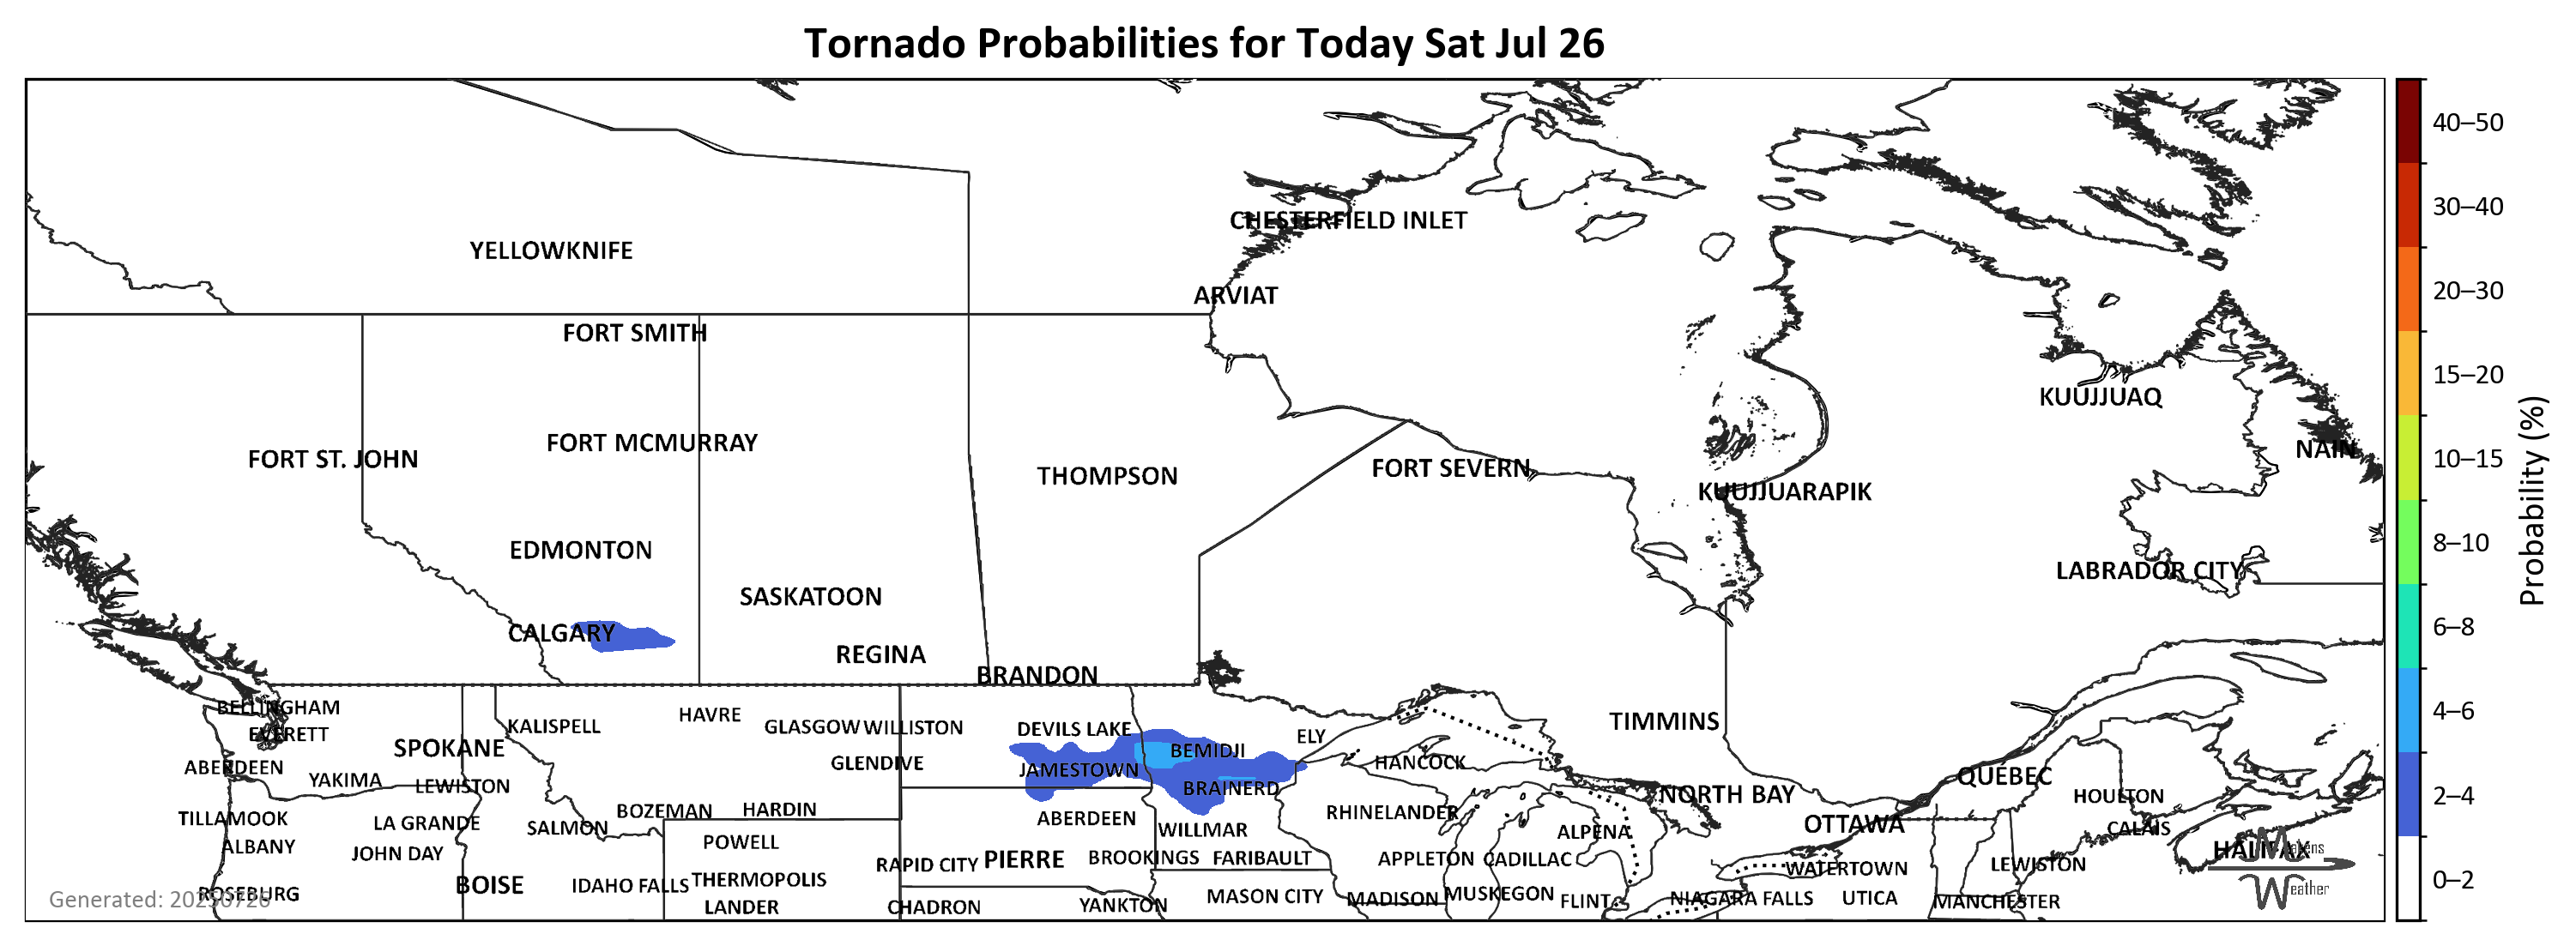 Tornado Probabilities for Today Sat Jul 26
40–50
30–40
CHESTERFIELD INLET
YELLOWKNIFE
20–30
ARVIAT
FORT SMITH
15–20
KUUJJUAQ
FORT MCMURRAY
NAIN
10–15
FORT ST. JOHN
FORT SEVERN
THOMPSON
KUUJJUARAPIK
Probability (%)
8–10
EDMONTON
LABRADOR CITY
SASKATOON
6–8
CALGARY
REGINA
BRANDON
BELLINGHAM
HAVRE
4–6
KALISPELL
GLASGOW
WILLISTON
DEVILS LAKE
TIMMINS
EVERETT
ELY
SPOKANE
BEMIDJI
ABERDEEN
GLENDIVE
JAMESTOWN
HANCOCK
QUÉBEC
YAKIMA
LEWISTON
BRAINERD
NORTH BAY
HOULTON
2–4
TILLAMOOK
LA GRANDE
SALMON
BOZEMAN
HARDIN
ABERDEEN
WILLMAR
RHINELANDER
ALPENA
OTTAWA
CALAIS
ALBANY
JOHN DAY
POWELL
RAPID CITY
PIERRE
BROOKINGS
FARIBAULT
APPLETON
CADILLAC
WATERTOWN
LEWISTON
HALIFAX
ROSEBURG
BOISE
IDAHO FALLS
THERMOPOLIS
0–2
Generated: 20250726
LANDER
CHADRON
YANKTON
MASON CITY
MADISON
MUSKEGON
FLINT
NIAGARA FALLS
UTICA
MANCHESTER
Weather